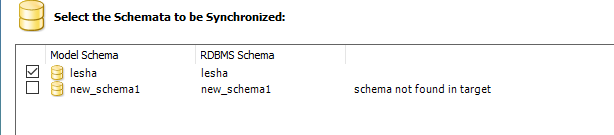 Select the Schemata to be Synchronized:
Model Schema RDBMS Schema
lesha lesha
new_schema1 new_schema1 schema not found in target